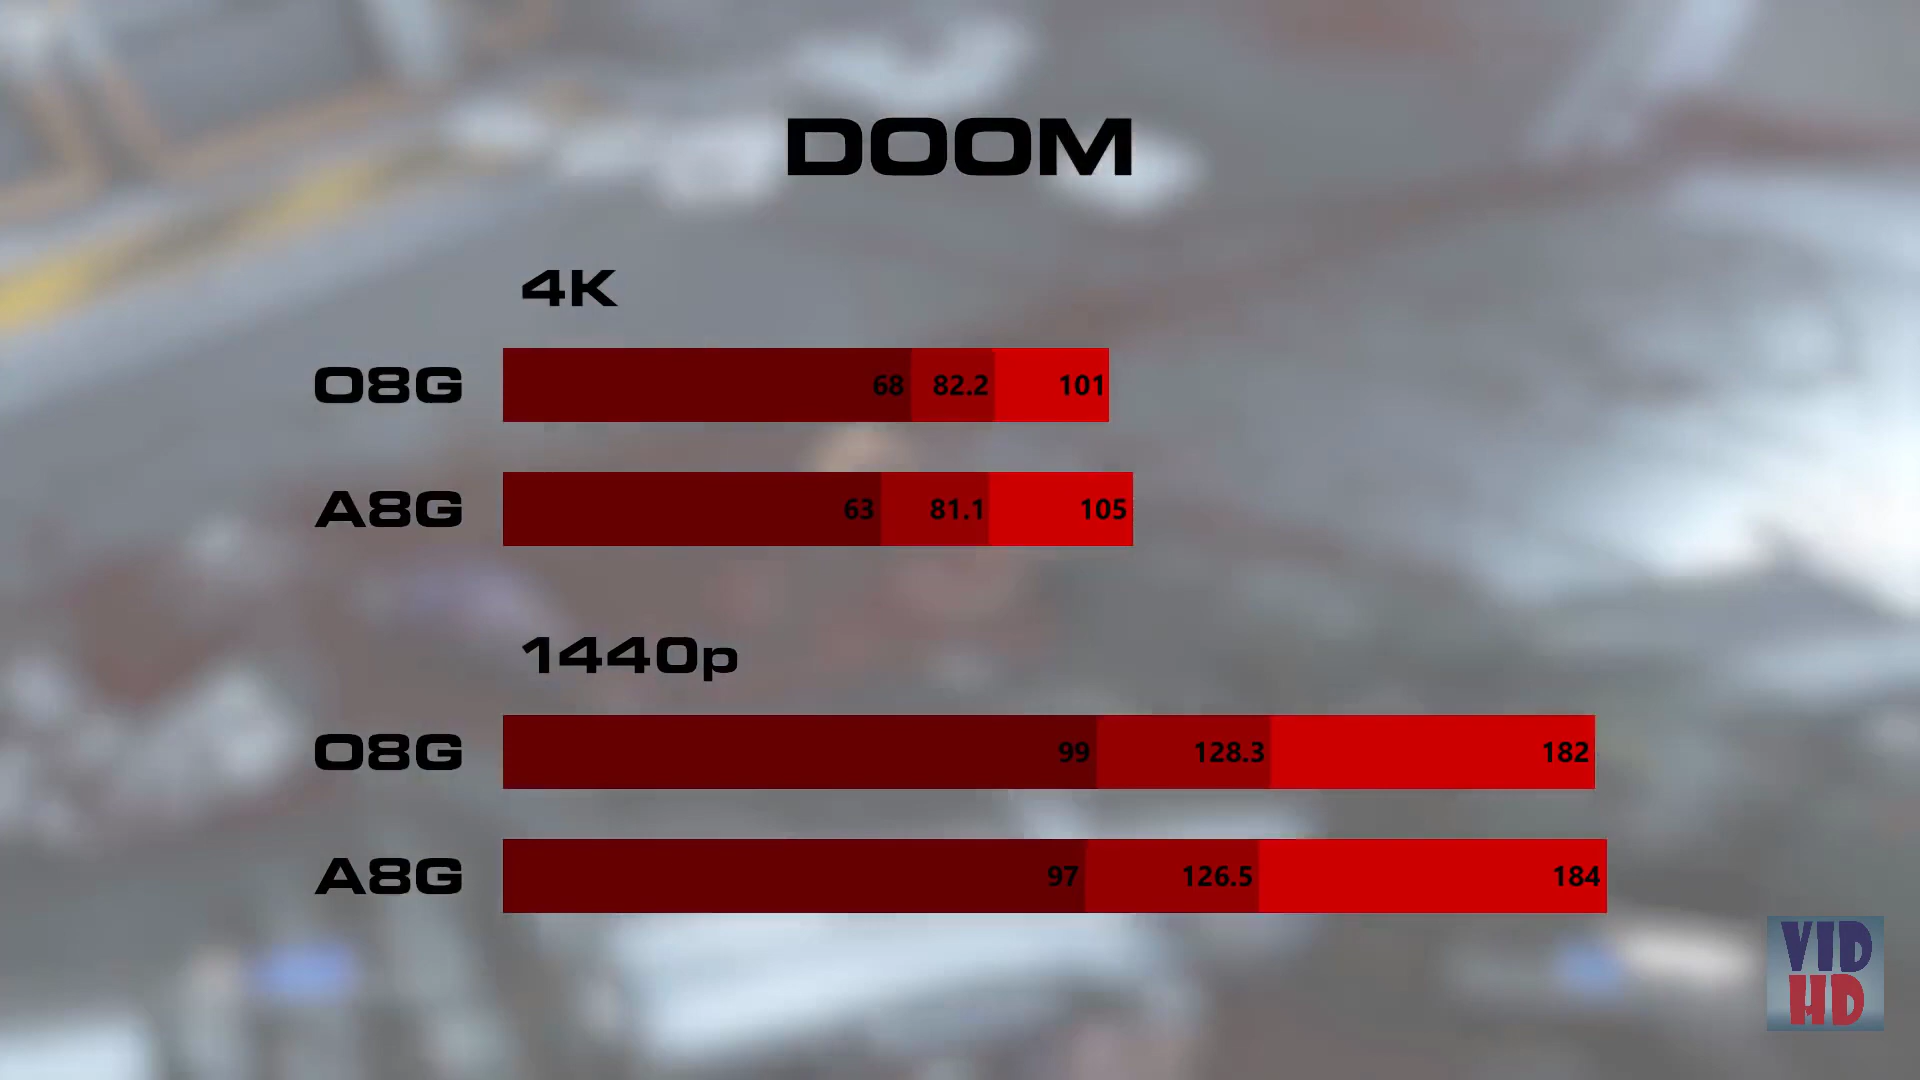 DOOM
4K
O8G 68 82.2 101
A8G 63 81.1 105
1440p
O8G 99 128.3 182
A8G 97 126.5 184
VID
HD